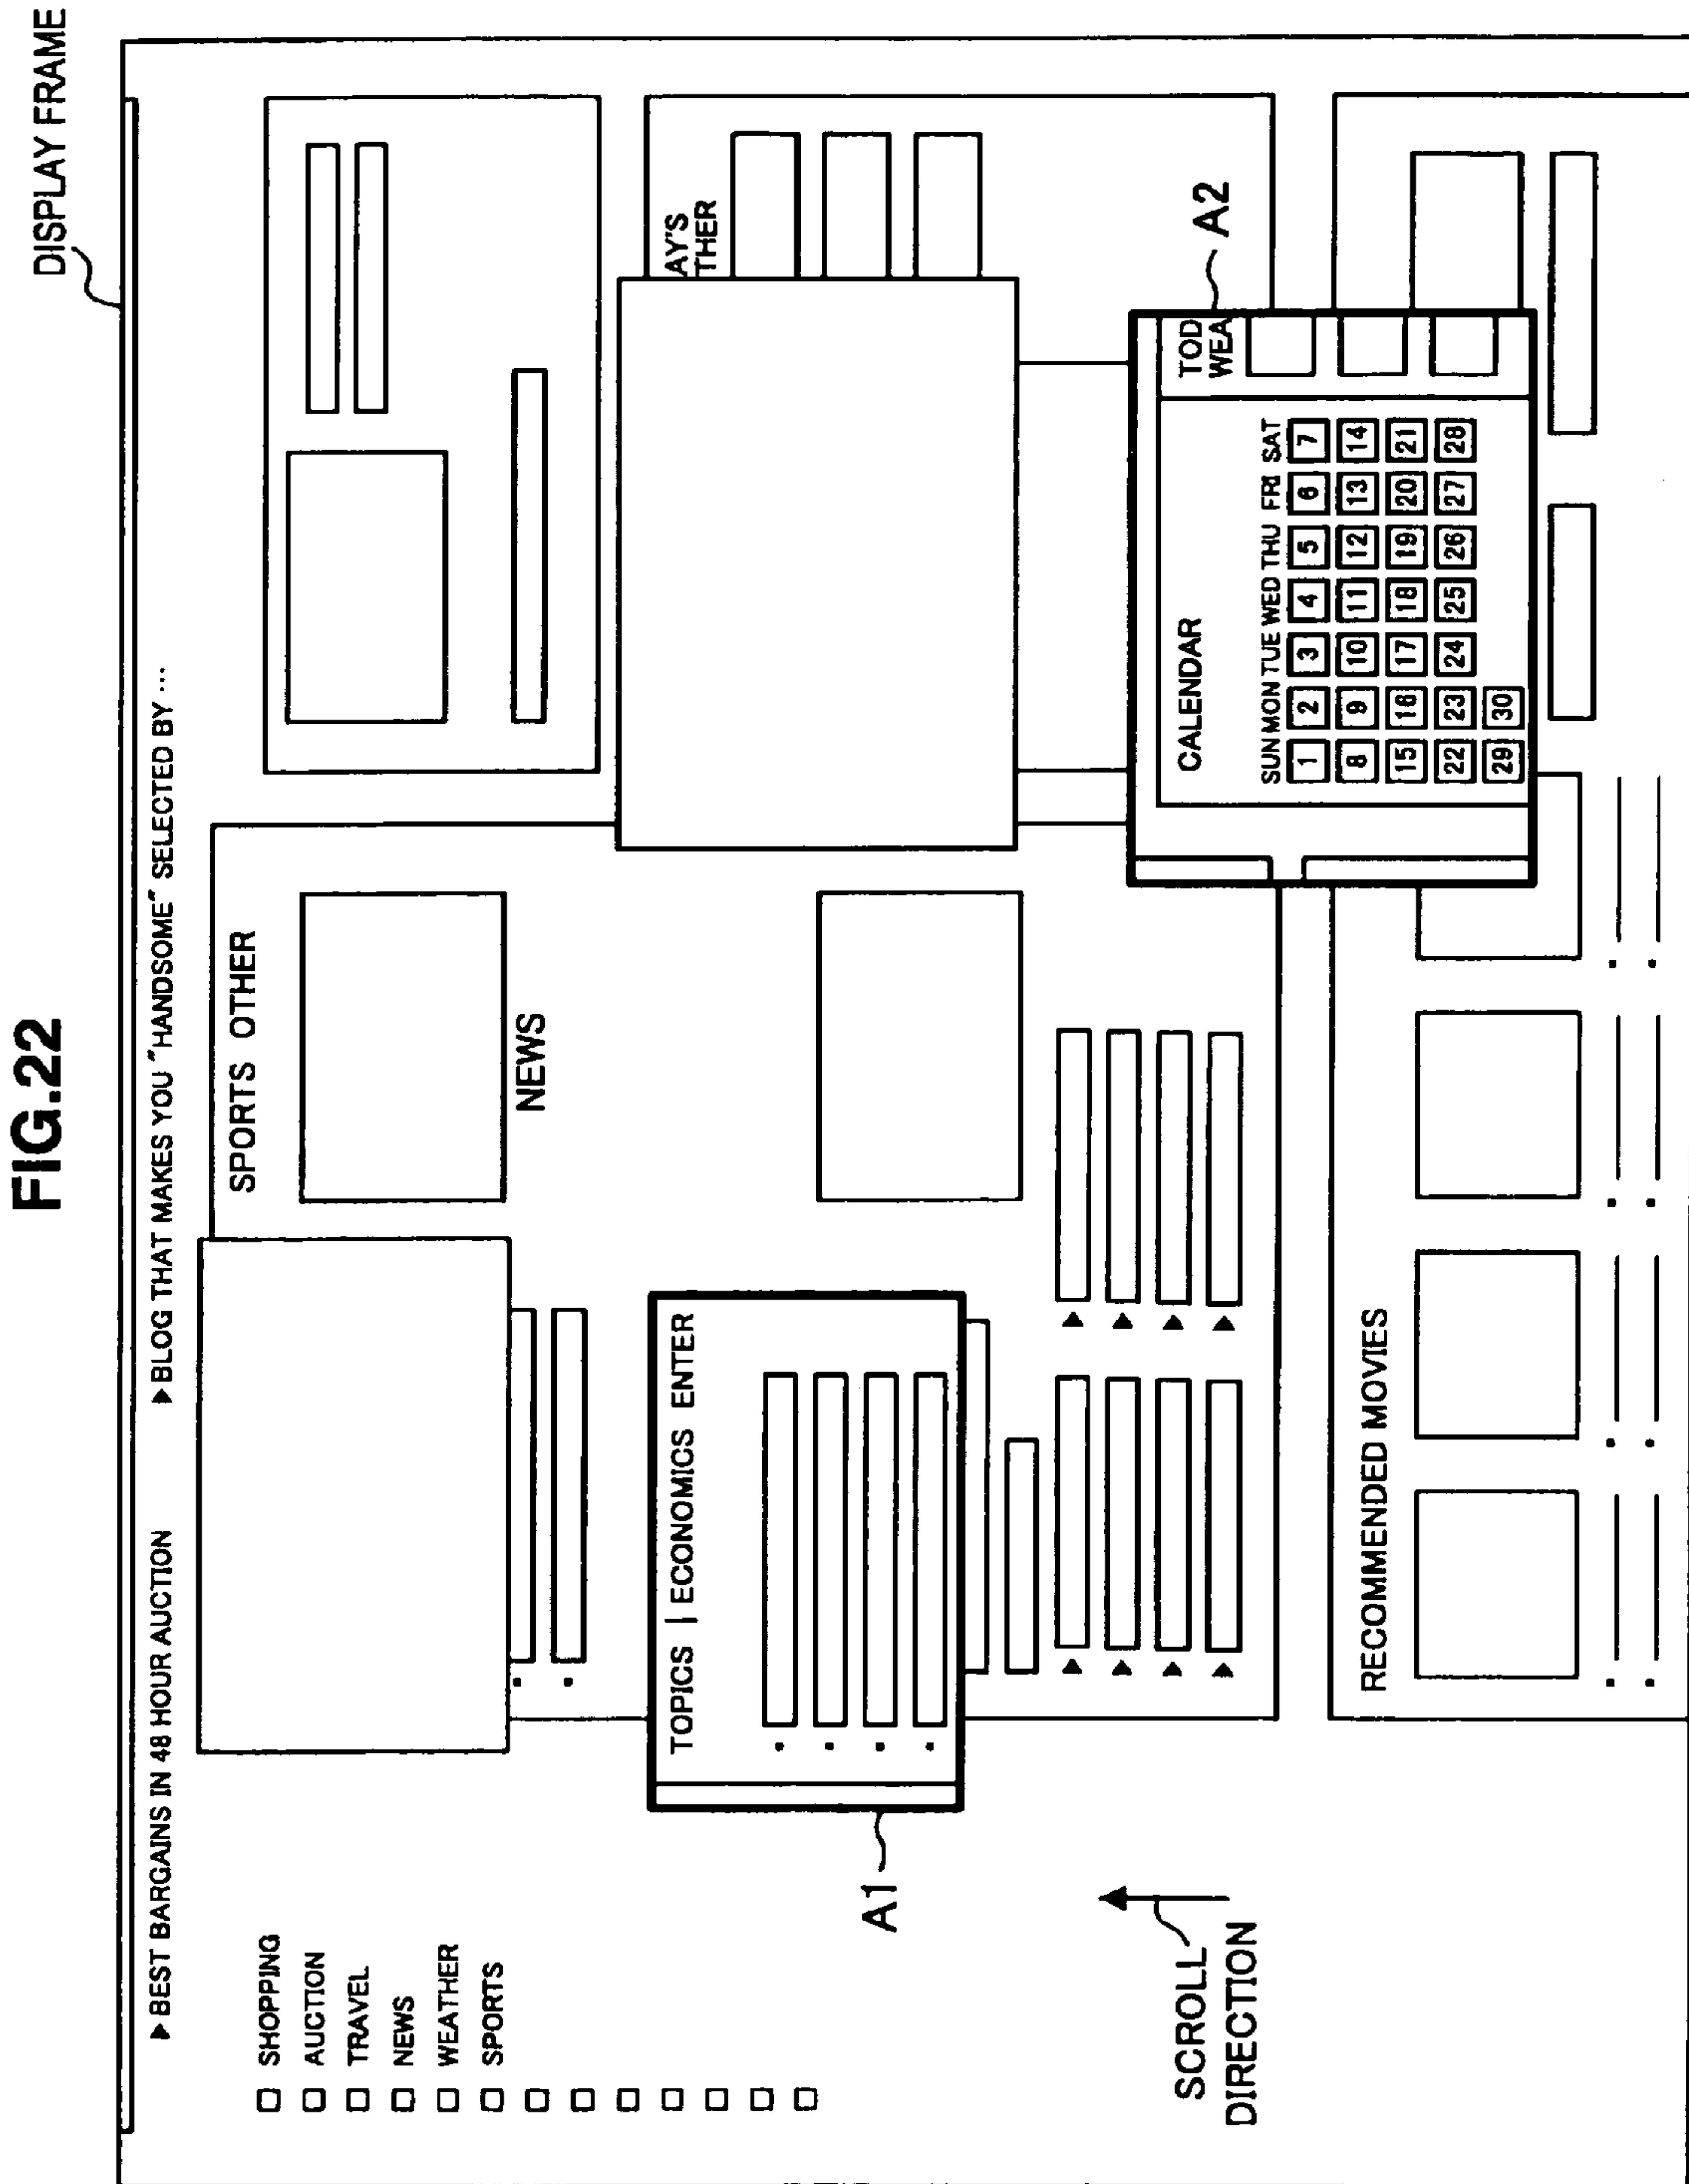 FIG.22
DISPLAY FRAME
▶ BEST BARGAINS IN 48 HOUR AUCTION
▶ BLOG THAT MAKES YOU "HANDSOME" SELECTED BY ...
SHOPPING
AUCTION
TRAVEL
NEWS
WEATHER
SPORTS
SPORTS OTHER
NEWS
TOPICS | ECONOMICS ENTER
A1
AY'S
THER
A2
CALENDAR
SUN MON TUE WED THU FRI SAT
1 2 3 4 5 6 7
8 9 10 11 12 13 14
15 16 17 18 19 20 21
22 23 24 25 26 27 28
29 30
TOD
WEA
SCROLL
DIRECTION
RECOMMENDED MOVIES